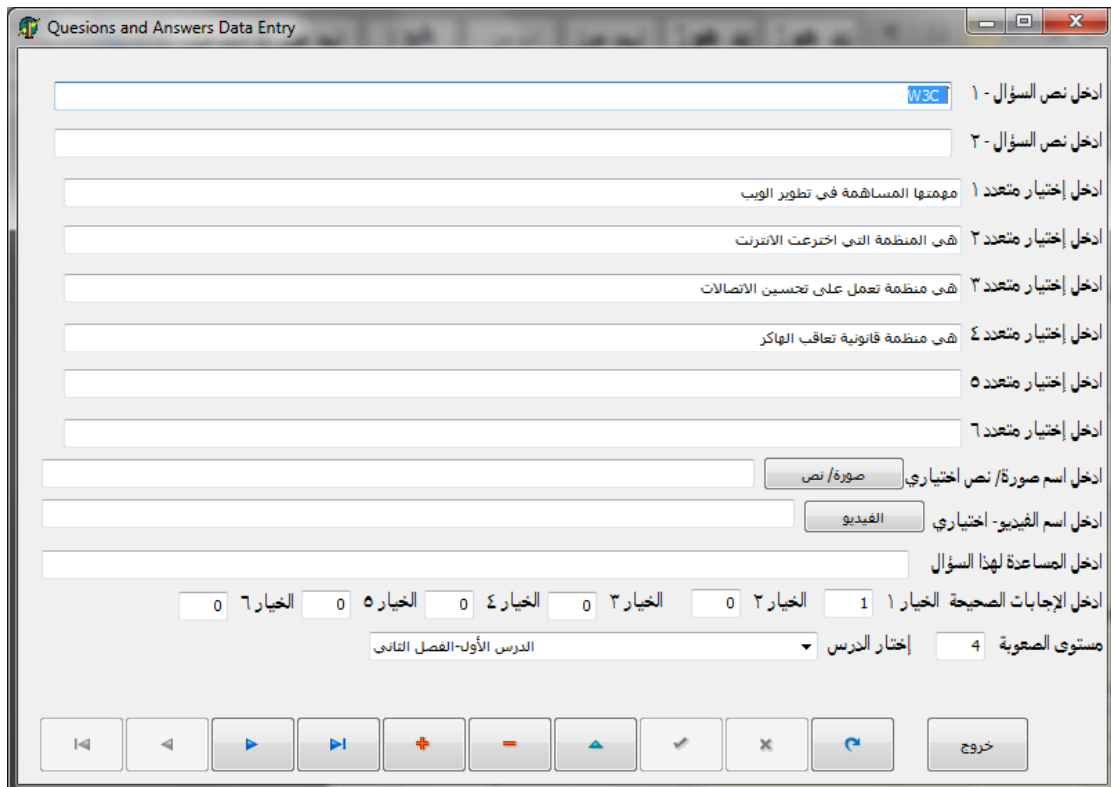 Quesions and Answers Data Entry
ادخل نص السؤال - ١ W3C
ادخل نص السؤال - ٢
ادخل إختيار متعدد ١ مهمتها المساهمة في تطوير الويب
ادخل إختيار متعدد ٢ هي المنظمة التي اخترعت الانترنت
ادخل إختيار متعدد ٣ هي منظمة تعمل على تحسين الاتصالات
ادخل إختيار متعدد ٤ هي منظمة قانونية تعاقب الهاكر
ادخل إختيار متعدد ٥
ادخل إختيار متعدد ٦
ادخل اسم صورة/ نص اختياري صورة/ نص
ادخل اسم الفيديو- اختياري الفيديو
ادخل المساعدة لهذا السؤال
ادخل الإجابات الصحيحة الخيار ١ 1 الخيار ٢ 0 الخيار ٣ 0 الخيار ٤ 0 الخيار ٥ 0 الخيار ٦ 0
مستوى الصعوبة 4 إختار الدرس الدرس الأول-الفصل الثاني
خروج